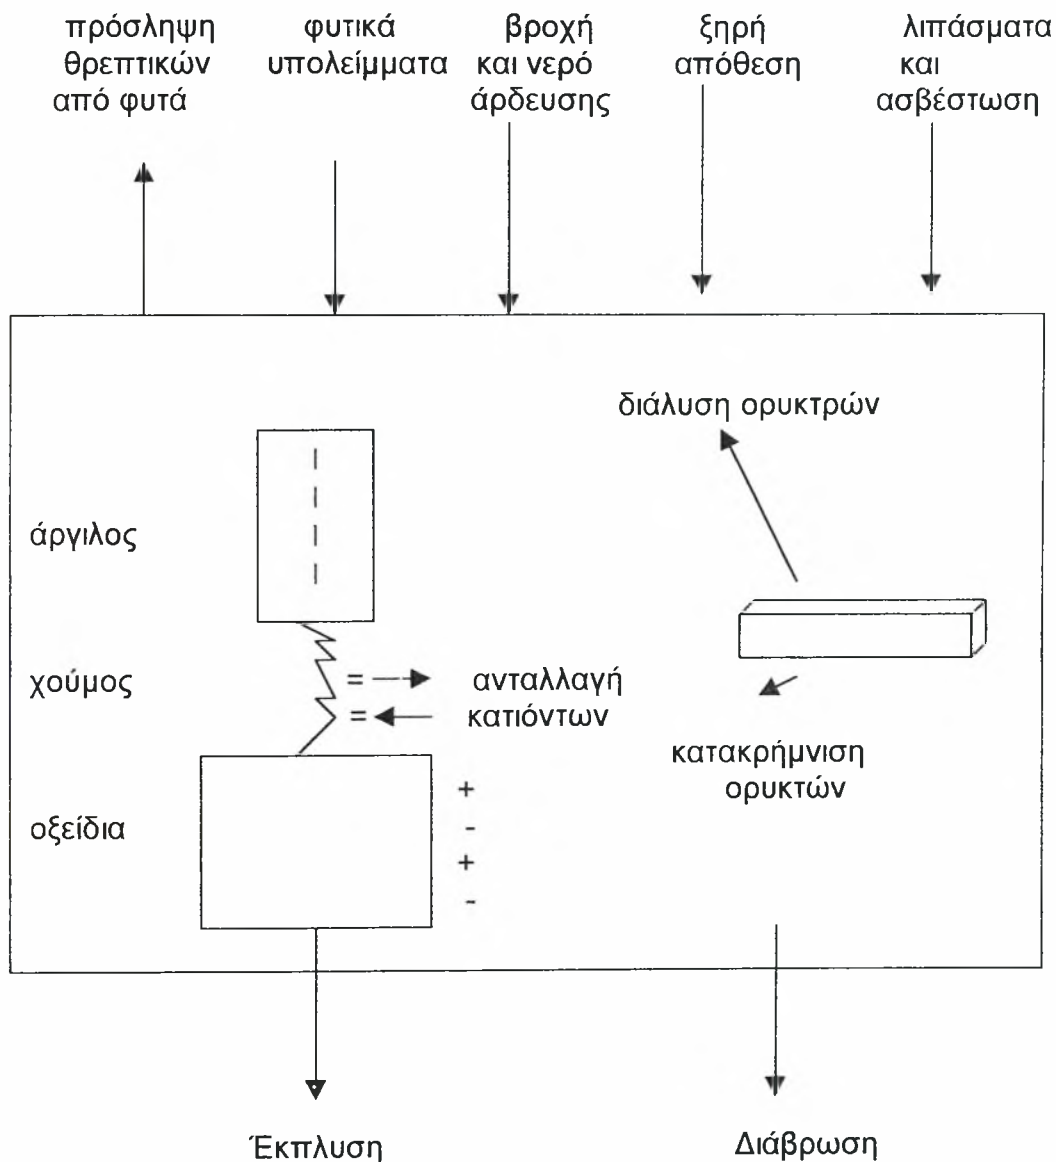 πρόσληψη
θρεπτικών
από φυτά
φυτικά
υπολείμματα
βροχή
και νερό
άρδευσης
ξηρή
απόθεση
λιπάσματα
και
ασβέστωση
διάλυση ορυκτρών
άργιλος
χούμος
= ανταλλαγή
= κατιόντων
κατακρήμνιση
ορυκτών
οξείδια
+
-
+
-
Έκπλυση
Διάβρωση